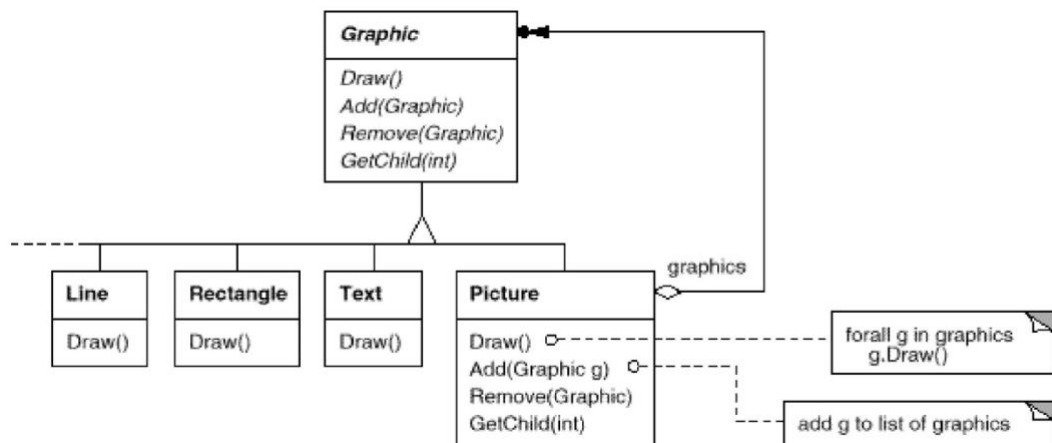 Graphic
Draw()
Add(Graphic)
Remove(Graphic)
GetChild(int)
graphics
Line
Draw()
Rectangle
Draw()
Text
Draw()
Picture
Draw()
Add(Graphic g)
Remove(Graphic)
GetChild(int)
forall g in graphics
g.Draw()
add g to list of graphics